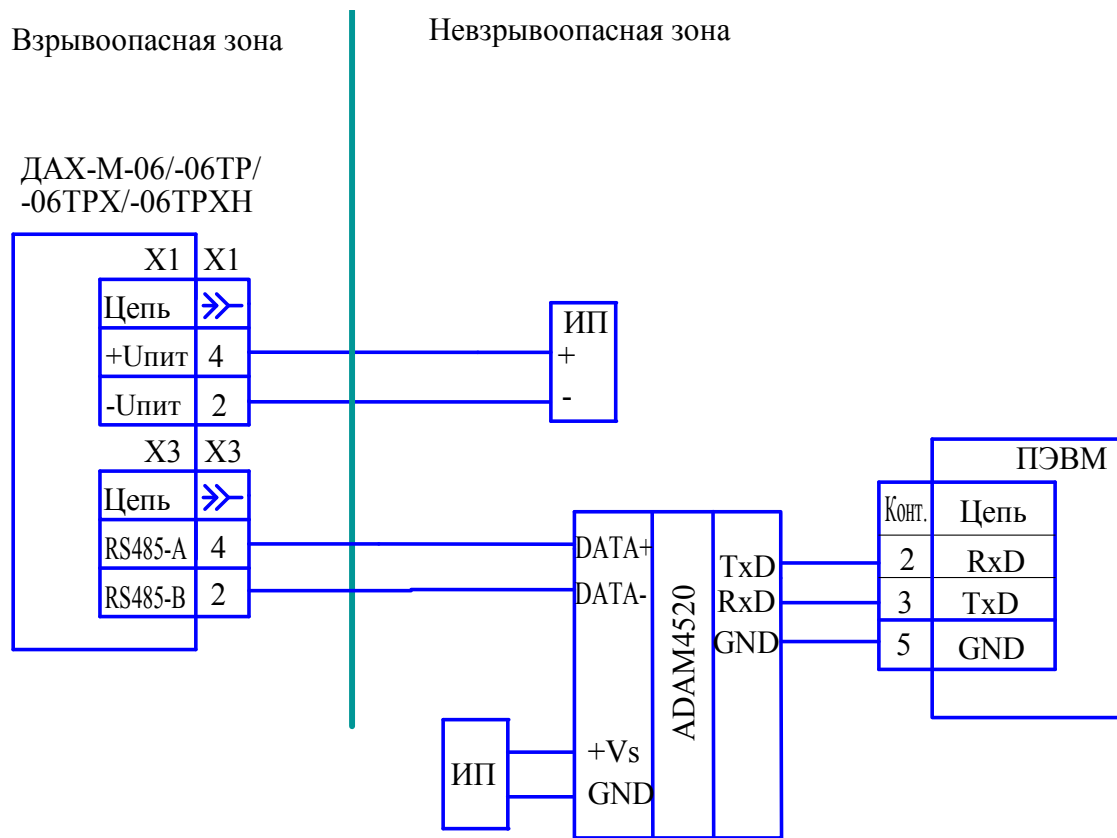 Взрывоопасная зона
Невзрывоопасная зона
ДАХ-М-06/-06ТР/
-06ТРХ/-06ТРХН
X1 X1
Цепь
+Uпит 4
-Uпит 2
X3 X3
Цепь
RS485-A 4
RS485-B 2
ИП
+
-
DATA+
DATA-
+Vs
GND
ADAM4520
TxD
RxD
GND
ИП
ПЭВМ
Конт. Цепь
2 RxD
3 TxD
5 GND